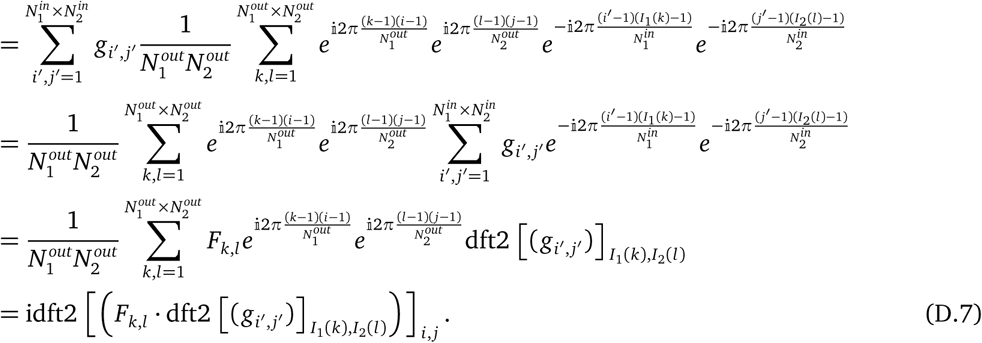 $= \sum_{i',j'=1}^{N_1^{in} \times N_2^{in}} g_{i',j'} \frac{1}{N_1^{out} N_2^{out}} \sum_{k,l=1}^{N_1^{out} \times N_2^{out}} e^{\mathbb{i}2\pi \frac{(k-1)(i-1)}{N_1^{out}}} e^{\mathbb{i}2\pi \frac{(l-1)(j-1)}{N_2^{out}}} e^{-\mathbb{i}2\pi \frac{(i'-1)(I_1(k)-1)}{N_1^{in}}} e^{-\mathbb{i}2\pi \frac{(j'-1)(I_2(l)-1)}{N_2^{in}}}$
$= \frac{1}{N_1^{out} N_2^{out}} \sum_{k,l=1}^{N_1^{out} \times N_2^{out}} e^{\mathbb{i}2\pi \frac{(k-1)(i-1)}{N_1^{out}}} e^{\mathbb{i}2\pi \frac{(l-1)(j-1)}{N_2^{out}}} \sum_{i',j'=1}^{N_1^{in} \times N_2^{in}} g_{i',j'} e^{-\mathbb{i}2\pi \frac{(i'-1)(I_1(k)-1)}{N_1^{in}}} e^{-\mathbb{i}2\pi \frac{(j'-1)(I_2(l)-1)}{N_2^{in}}}$
$= \frac{1}{N_1^{out} N_2^{out}} \sum_{k,l=1}^{N_1^{out} \times N_2^{out}} F_{k,l} e^{\mathbb{i}2\pi \frac{(k-1)(i-1)}{N_1^{out}}} e^{\mathbb{i}2\pi \frac{(l-1)(j-1)}{N_2^{out}}} \text{dft2} \left[ (g_{i',j'}) \right]_{I_1(k),I_2(l)}$
$= \text{idft2} \left[ \left( F_{k,l} \cdot \text{dft2} \left[ (g_{i',j'}) \right]_{I_1(k),I_2(l)} \right) \right]_{i,j}.$ (D.7)